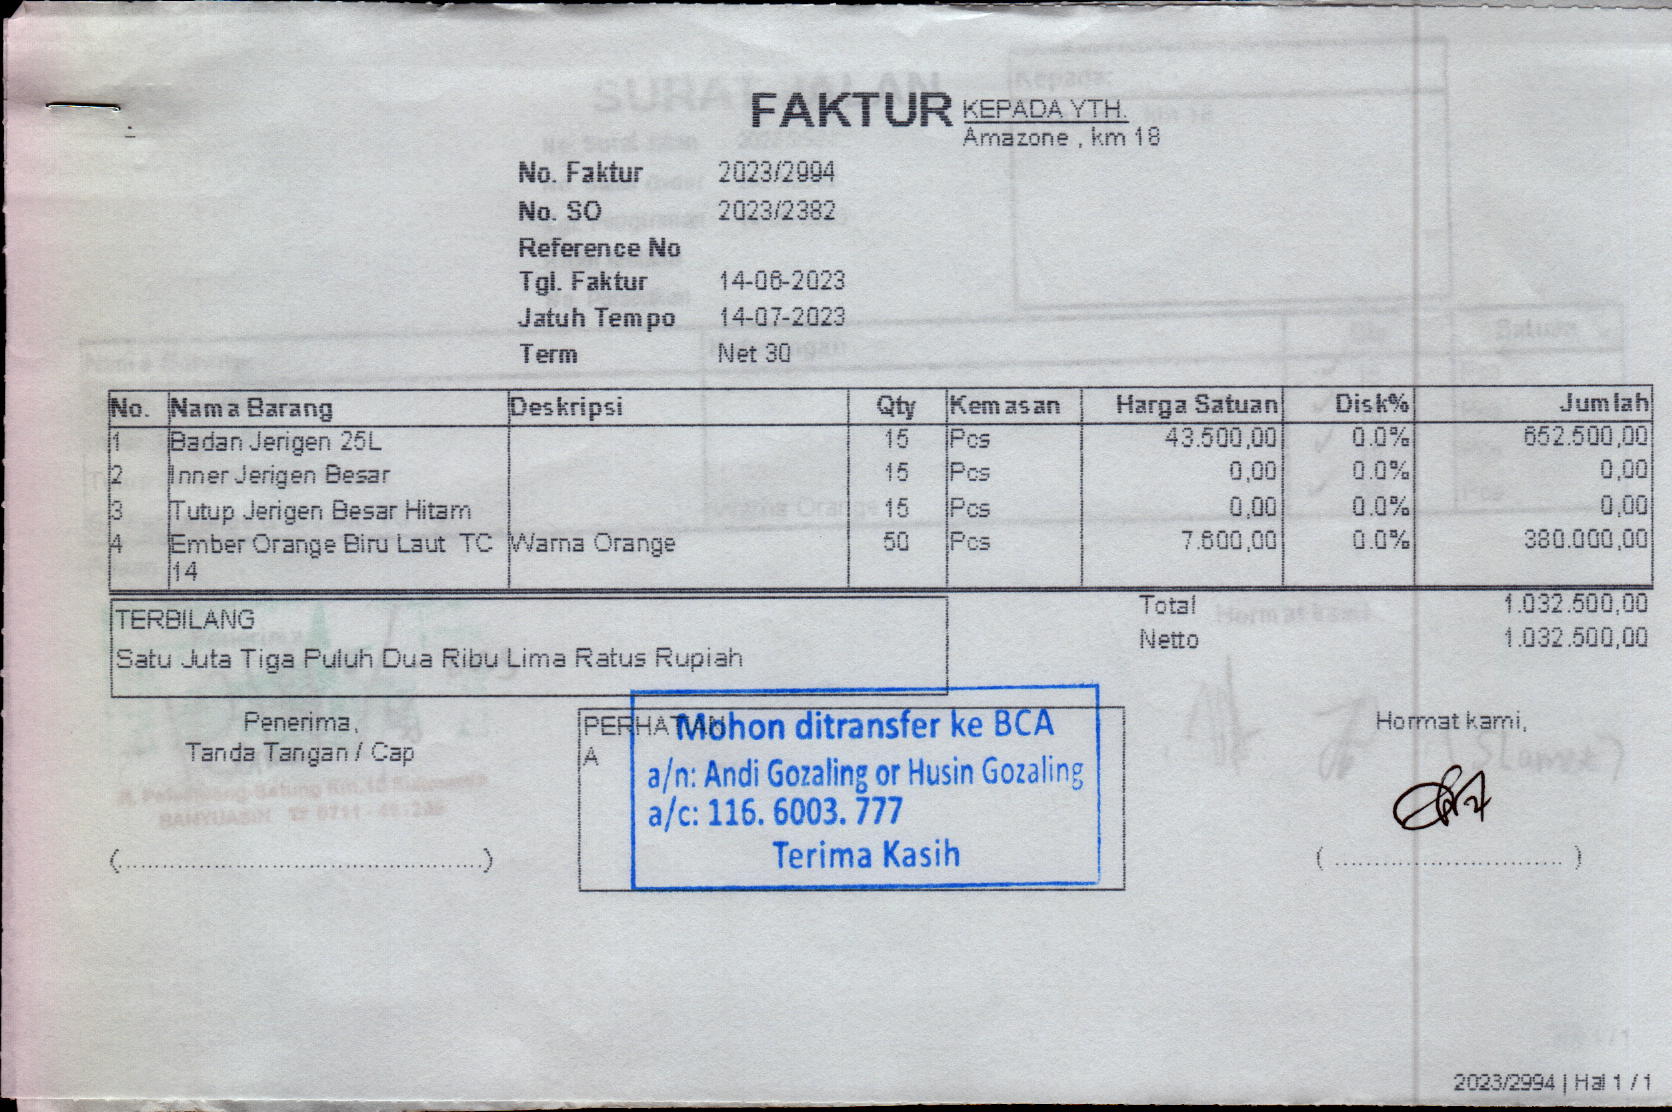 FAKTUR
KEPADA YTH.
Amazone , km 18
No. Faktur 2023/2994
No. SO 2023/2382
Reference No
Tgl. Faktur 14-06-2023
Jatuh Tempo 14-07-2023
Term Net 30
No. Nama Barang Deskripsi Qty Kemasan Harga Satuan Disk% Jumlah
1 Badan Jerigen 25L 15 Pcs 43.500,00 0.0% 652.500,00
2 Inner Jerigen Besar 15 Pcs 0,00 0.0% 0,00
3 Tutup Jerigen Besar Hitam 15 Pcs 0,00 0.0% 0,00
4 Ember Orange Biru Laut TC Warna Orange 50 Pcs 7.600,00 0.0% 380.000,00
14
Total 1.032.500,00
Netto 1.032.500,00
TERBILANG
Satu Juta Tiga Puluh Dua Ribu Lima Ratus Rupiah
Penerima,
Tanda Tangan / Cap
(........................................)
PERHATIAN
A
Mohon ditransfer ke BCA
a/n: Andi Gozaling or Husin Gozaling
a/c: 116. 6003. 777
Terima Kasih
Hormat kami,
( ............................ )
2023/2994 | Hal 1 / 1